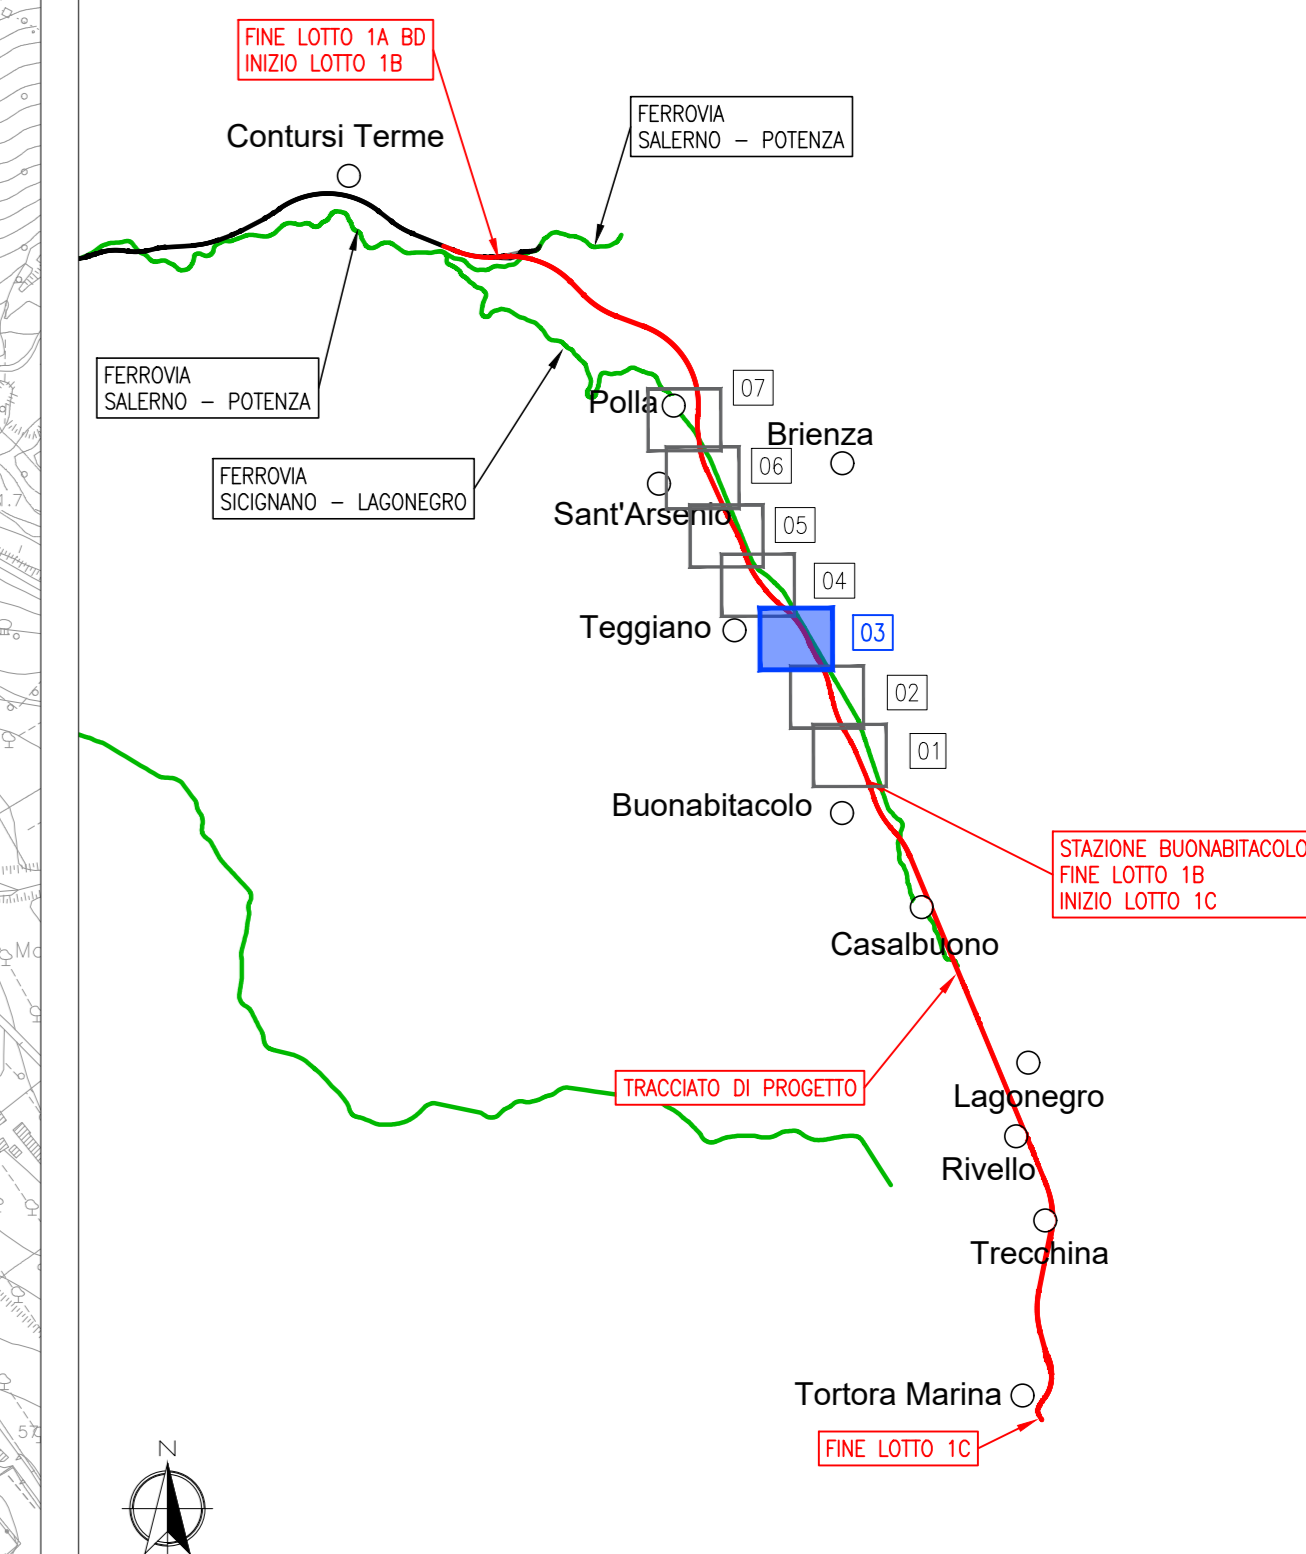 FINE LOTTO 1A BD
INIZIO LOTTO 1B
FERROVIA
SALERNO – POTENZA
Contursi Terme
FERROVIA
SALERNO – POTENZA
FERROVIA
SICIGNANO – LAGONEGRO
Polla
07
Brienza
06
Sant'Arsenio
05
04
Teggiano
03
02
01
Buonabitacolo
STAZIONE BUONABITACOLO
FINE LOTTO 1B
INIZIO LOTTO 1C
Casalbuono
TRACCIATO DI PROGETTO
Lagonegro
Rivello
Trecchina
Tortora Marina
FINE LOTTO 1C
N